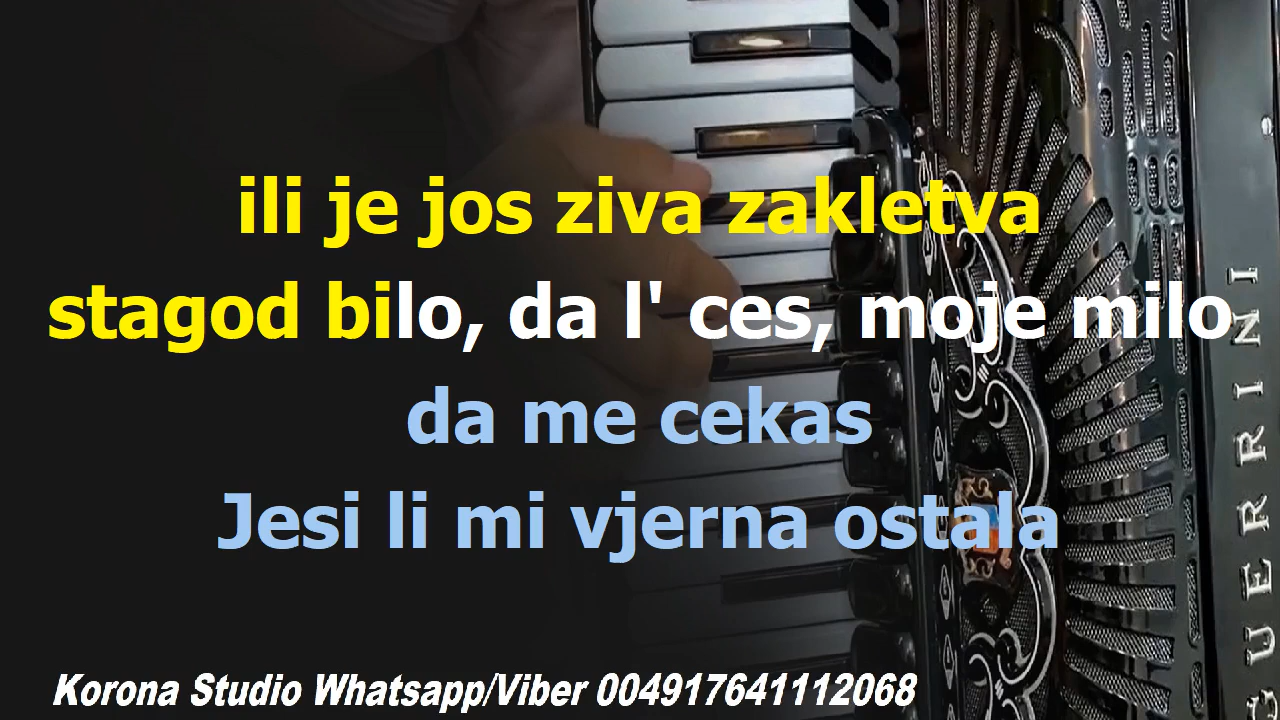 ili je jos ziva zakletva
stagod bilo, da l' ces, moje milo
da me cekas
Jesi li mi vjerna ostala
Korona Studio Whatsapp/Viber 004917641112068
GUERRINI